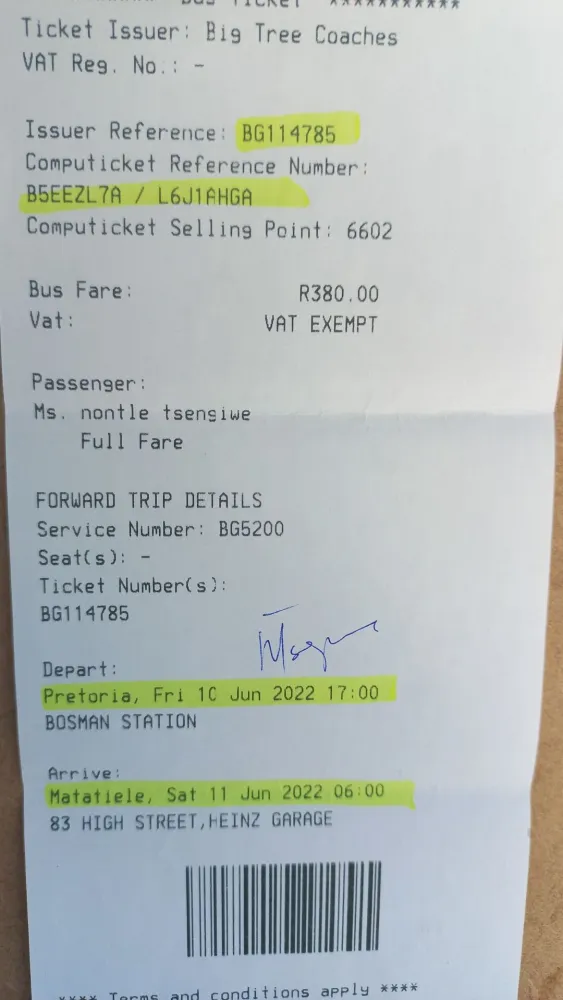 Bus Ticket ***********
Ticket Issuer: Big Tree Coaches
VAT Reg. No.: -
Issuer Reference: BG114785
Computicket Reference Number:
B5EEZL7A / L6J1AHGA
Computicket Selling Point: 6602
Bus Fare: R380.00
Vat: VAT EXEMPT
Passenger:
Ms. nontle tsengiwe
Full Fare
FORWARD TRIP DETAILS
Service Number: BG5200
Seat(s): -
Ticket Number(s):
BG114785
Depart:
Pretoria, Fri 10 Jun 2022 17:00
BOSMAN STATION
Arrive:
Matatiele, Sat 11 Jun 2022 06:00
83 HIGH STREET,HEINZ GARAGE
**** Terms and conditions apply ****